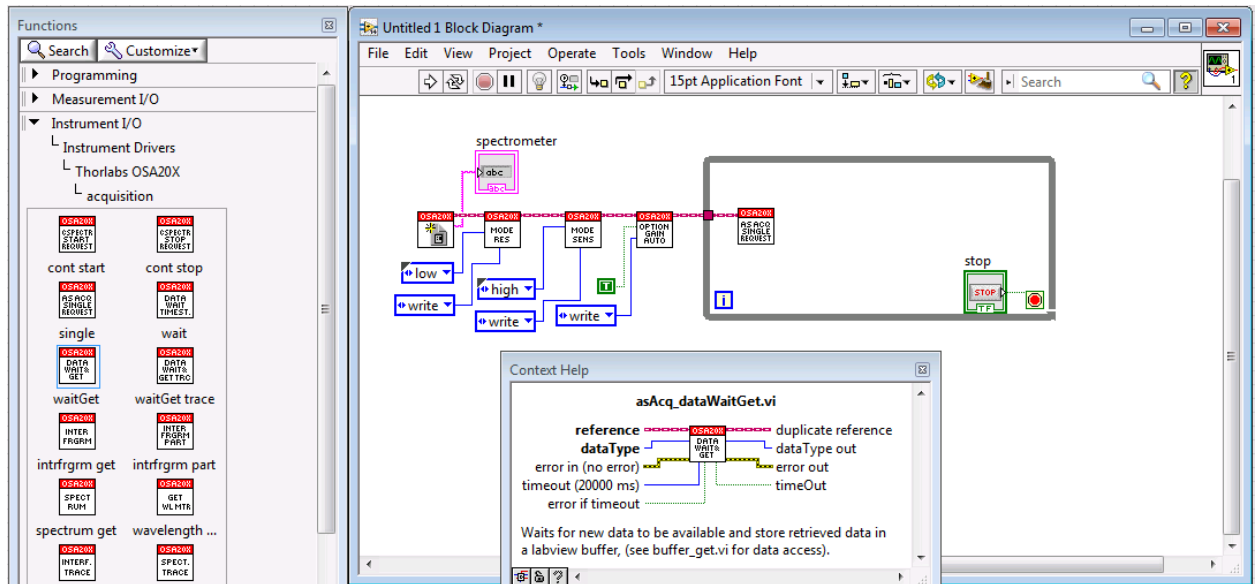 Functions
Search
Customize
Programming
Measurement I/O
Instrument I/O
Instrument Drivers
Thorlabs OSA20X
acquisition
OSA20X
CSPECTR
START
REQUEST
OSA20X
CSPECTR
STOP
REQUEST
cont start
cont stop
OSA20X
AS ACQ
SINGLE
REQUEST
OSA20X
DATA
WAIT
TIMEST.
single
wait
OSA20X
DATA
WAIT&
GET
OSA20X
DATA
WAIT&
GET TRC
waitGet
waitGet trace
OSA20X
INTER
FRGRM
OSA20X
INTER
FRGRM
PART
intrfrgrm get
intrfrgrm part
OSA20X
SPECT
RUM
OSA20X
GET
WLMTR
spectrum get
wavelength ...
OSA20X
INTERF.
TRACE
OSA20X
SPECT.
TRACE
Untitled 1 Block Diagram *
File Edit View Project Operate Tools Window Help
15pt Application Font
Search
?
1
spectrometer
abc
abc
OSA20X
OSA20X
MODE
RES
OSA20X
MODE
SENS
OSA20X
OPTION
GAIN
AUTO
OSA20X
AS ACQ
SINGLE
REQUEST
low
write
high
write
T
write
i
stop
STOP
TF
Context Help
asAcq_dataWaitGet.vi
reference
dataType
error in (no error)
timeout (20000 ms)
error if timeout
OSA20X
DATA
WAIT&
GET
duplicate reference
dataType out
error out
timeOut
Waits for new data to be available and store retrieved data in
a labview buffer, (see buffer_get.vi for data access).
?